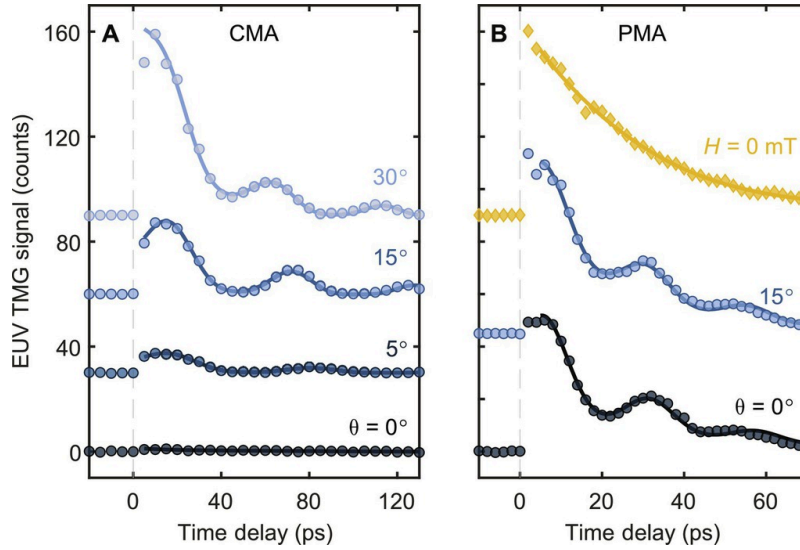 A CMA
B PMA
EUV TMG signal (counts)
160
120
80
40
0
30°
15°
5°
θ = 0°
0 40 80 120
Time delay (ps)
H = 0 mT
15°
θ = 0°
0 20 40 60
Time delay (ps)